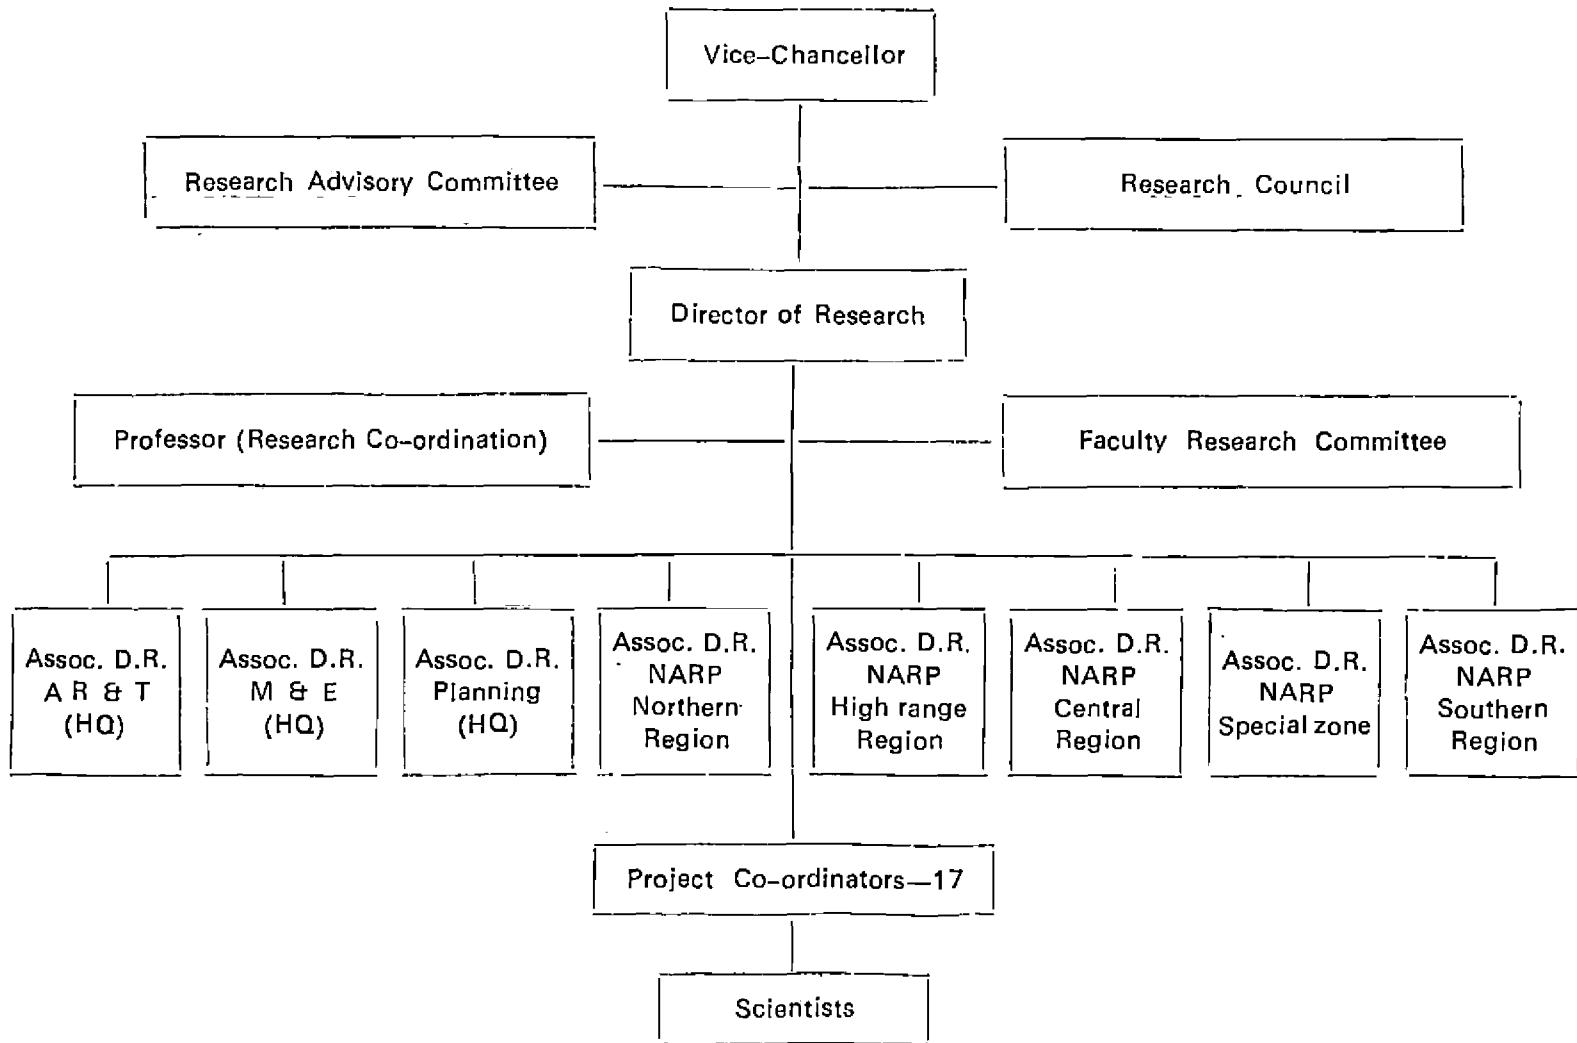 Vice-Chancellor
Research Advisory Committee
Research Council
Director of Research
Professor (Research Co-ordination)
Faculty Research Committee
Assoc. D.R.
A R & T
(HQ)
Assoc. D.R.
M & E
(HQ)
Assoc. D.R.
Planning
(HQ)
Assoc. D.R.
NARP
Northern
Region
Assoc. D.R.
NARP
High range
Region
Assoc. D.R.
NARP
Central
Region
Assoc. D.R.
NARP
Special zone
Assoc. D.R.
NARP
Southern
Region
Project Co-ordinators—17
Scientists